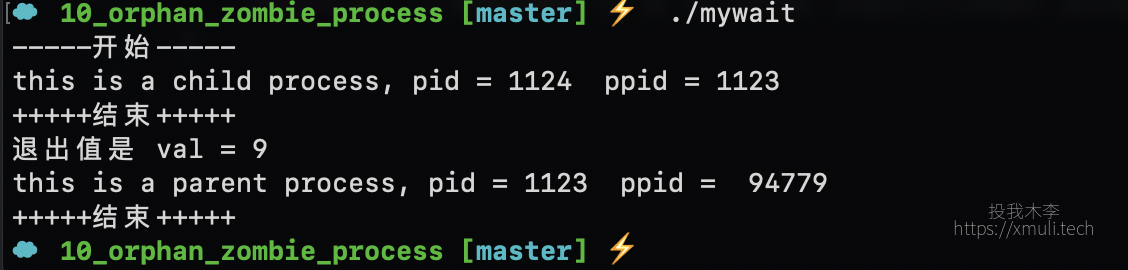 10_orphan_zombie_process [master] ⚡ ./mywait
-----开始-----
this is a child process, pid = 1124  ppid = 1123
+++++结束+++++
退出值是 val = 9
this is a parent process, pid = 1123  ppid =  94779
+++++结束+++++
投我木李
https://xmuli.tech
10_orphan_zombie_process [master] ⚡